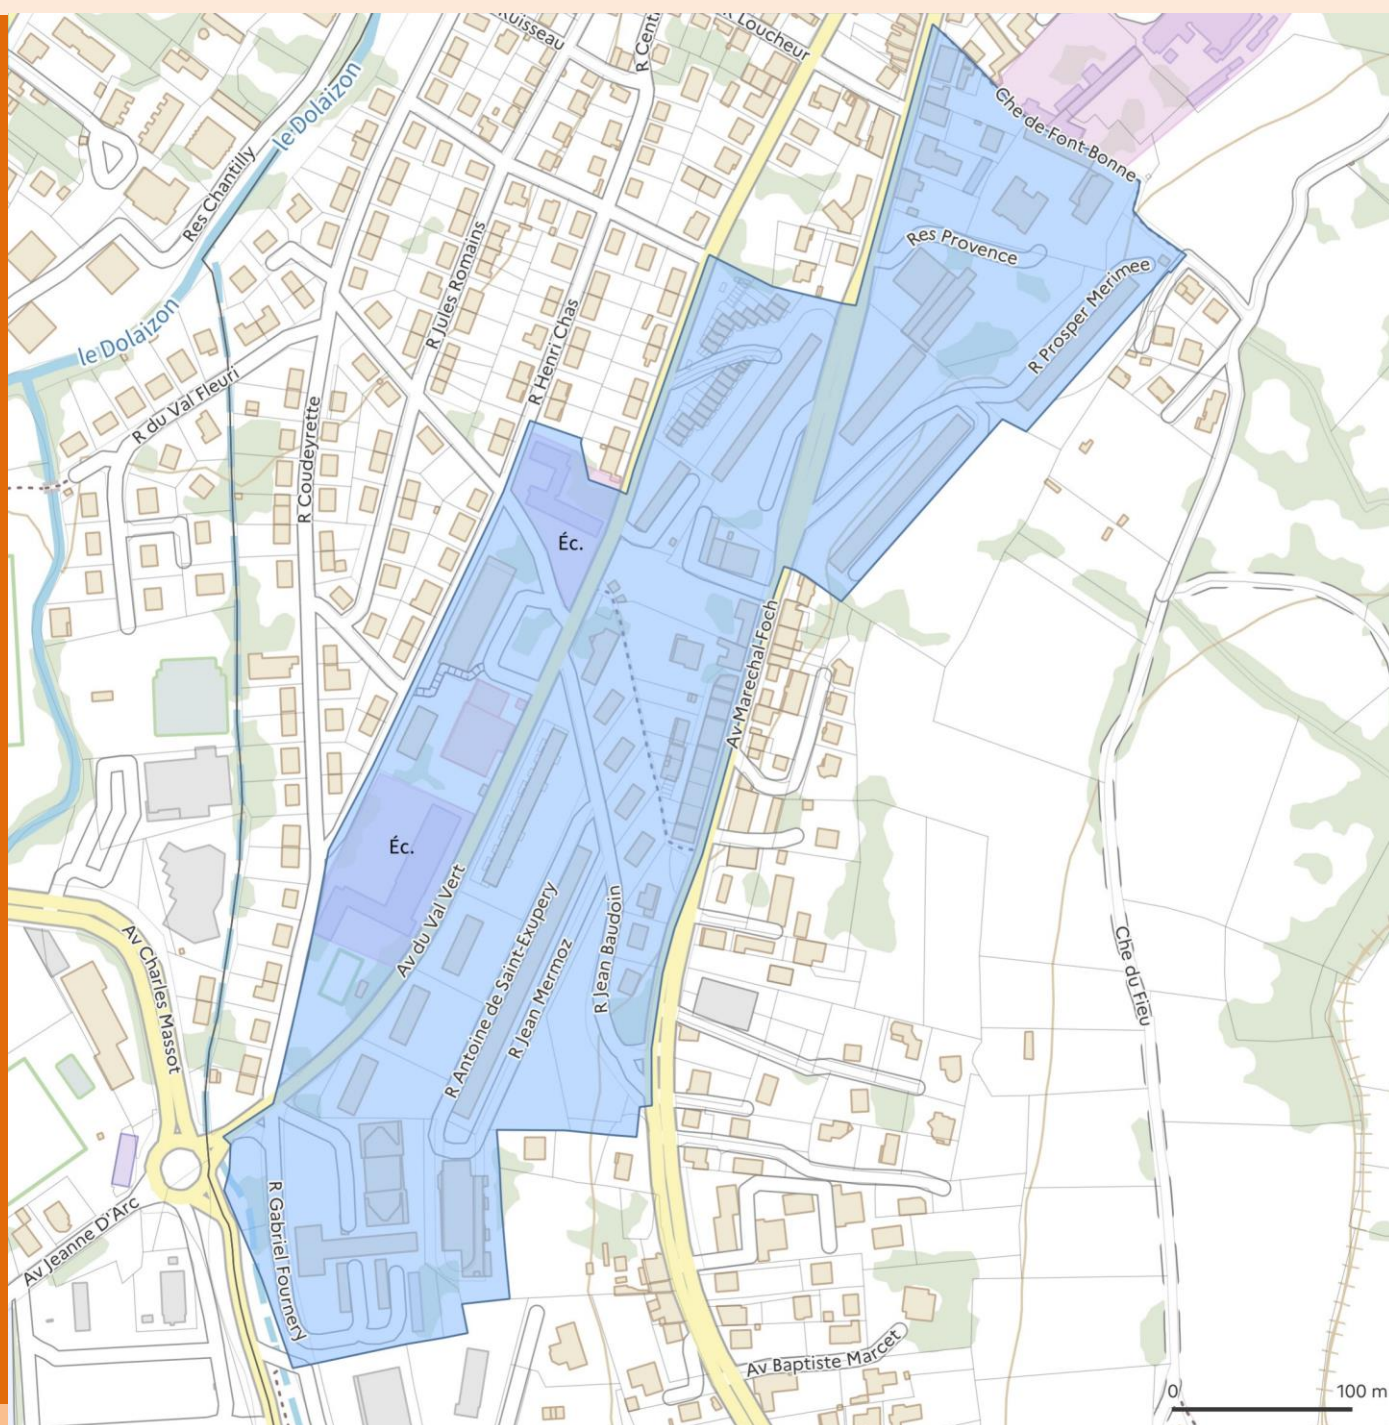 Ruisseau
R Cent
R Loucheur
le Dolaizon
Res Chantilly
Che de Font Bonne
Res Provence
R Prosper Merimee
R Jules Romains
R Henri Chas
le Dolaizon
R du Val Fleuri
R Coudeyrette
Éc.
Av Marechal Foch
Éc.
Av du Val Vert
R Antoine de Saint-Exupery
R Jean Mermoz
R Jean Baudoin
Av Charles Massot
Che du Fieu
Av Jeanne D'Arc
R Gabriel Fournery
Av Baptiste Marcet
0 100 m